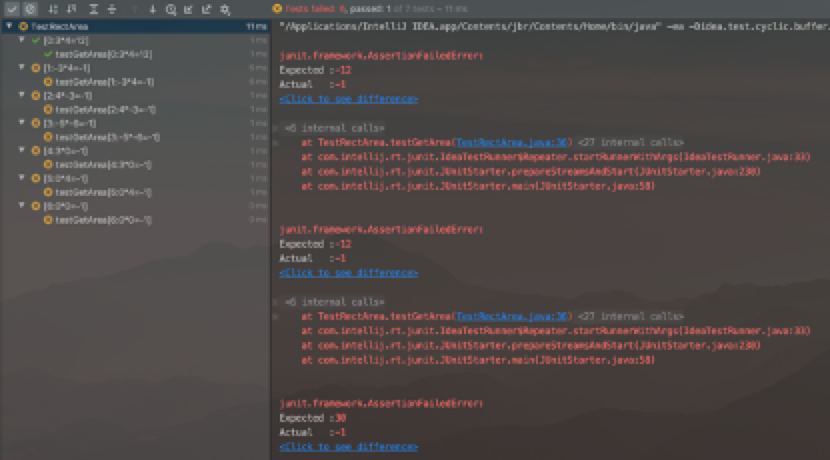 Tests failed: 6, passed: 1 of 7 tests – 11 ms
TestRectArea 11 ms
[0:3*4=12] 1 ms
testGetArea[0:3*4=12] 1 ms
[1:-3*4=-1]
testGetArea[1:-3*4=-1]
[2:4*-3=-1] 1 ms
testGetArea[2:4*-3=-1] 1 ms
[3:-5*-6=-1] 1 ms
testGetArea[3:-5*-6=-1] 1 ms
[4:3*0=-1] 1 ms
testGetArea[4:3*0=-1] 1 ms
[5:0*4=-1] 1 ms
testGetArea[5:0*4=-1] 1 ms
[6:0*0=-1] 0 ms
testGetArea[6:0*0=-1] 0 ms
"/Applications/IntelliJ IDEA.app/Contents/jbr/Contents/Home/bin/java" -ea -Didea.test.cyclic.buffer
junit.framework.AssertionFailedError:
Expected :-12
Actual :-1
<Click to see difference>
<6 internal calls>
at TestRectArea.testGetArea(TestRectArea.java:36) <27 internal calls>
at com.intellij.rt.junit.IdeaTestRunner$Repeater.startRunnerWithArgs(IdeaTestRunner.java:33)
at com.intellij.rt.junit.JUnitStarter.prepareStreamsAndStart(JUnitStarter.java:230)
at com.intellij.rt.junit.JUnitStarter.main(JUnitStarter.java:58)
junit.framework.AssertionFailedError:
Expected :-12
Actual :-1
<Click to see difference>
<6 internal calls>
at TestRectArea.testGetArea(TestRectArea.java:36) <27 internal calls>
at com.intellij.rt.junit.IdeaTestRunner$Repeater.startRunnerWithArgs(IdeaTestRunner.java:33)
at com.intellij.rt.junit.JUnitStarter.prepareStreamsAndStart(JUnitStarter.java:230)
at com.intellij.rt.junit.JUnitStarter.main(JUnitStarter.java:58)
junit.framework.AssertionFailedError:
Expected :30
Actual :-1
<Click to see difference>